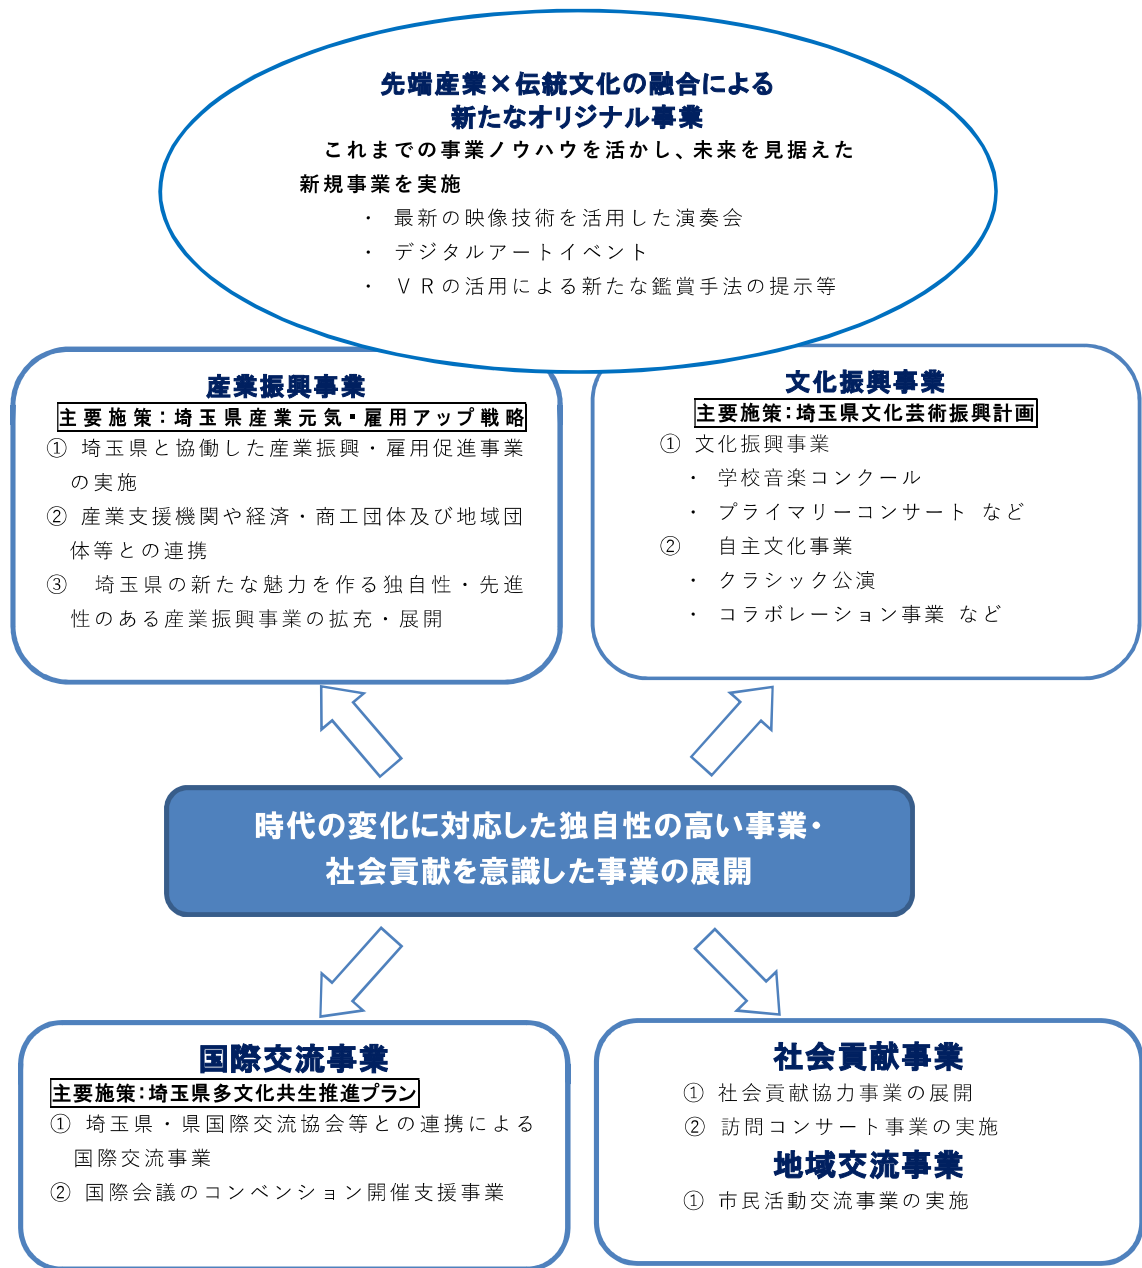 先端産業×伝統文化の融合による
新たなオリジナル事業
これまでの事業ノウハウを活かし、未来を見据えた
新規事業を実施
・ 最新の映像技術を活用した演奏会
・ デジタルアートイベント
・ ＶＲの活用による新たな鑑賞手法の提示等
産業振興事業
主要施策：埼玉県産業元気・雇用アップ戦略
① 埼玉県と協働した産業振興・雇用促進事業
の実施
② 産業支援機関や経済・商工団体及び地域団
体等との連携
③ 埼玉県の新たな魅力を作る独自性・先進
性のある産業振興事業の拡充・展開
文化振興事業
主要施策：埼玉県文化芸術振興計画
① 文化振興事業
・ 学校音楽コンクール
・ プライマリーコンサート など
② 自主文化事業
・ クラシック公演
・ コラボレーション事業 など
時代の変化に対応した独自性の高い事業・
社会貢献を意識した事業の展開
国際交流事業
主要施策：埼玉県多文化共生推進プラン
① 埼玉県・県国際交流協会等との連携による
国際交流事業
② 国際会議のコンベンション開催支援事業
社会貢献事業
① 社会貢献協力事業の展開
② 訪問コンサート事業の実施
地域交流事業
① 市民活動交流事業の実施